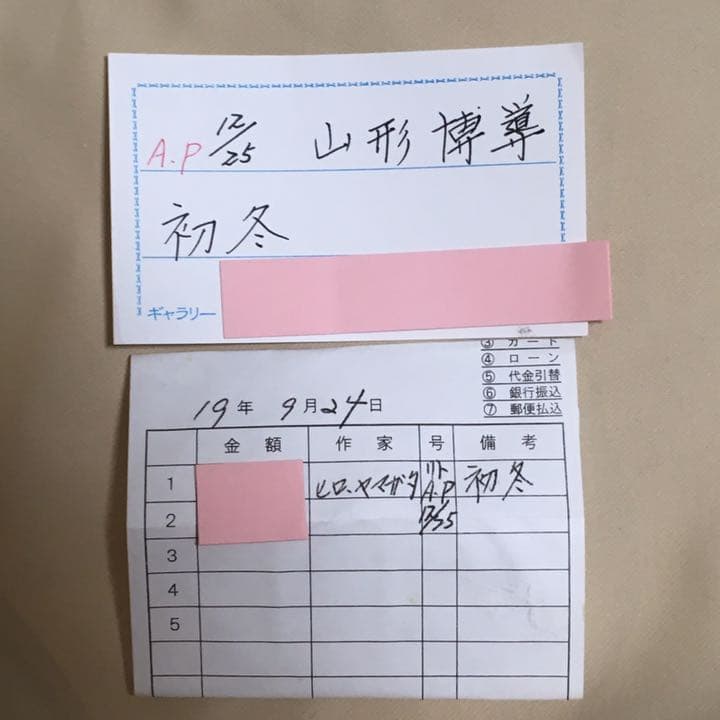 A.P 12/25 山形博導
初冬
ギャラリー
③ カード
④ ローン
⑤ 代金引替
⑥ 銀行振込
⑦ 郵便払込
19年 9月24日
金額 作家 号 備考
1 ヒロ・ヤマガタ リト 初冬
A.P
2
3
4
5